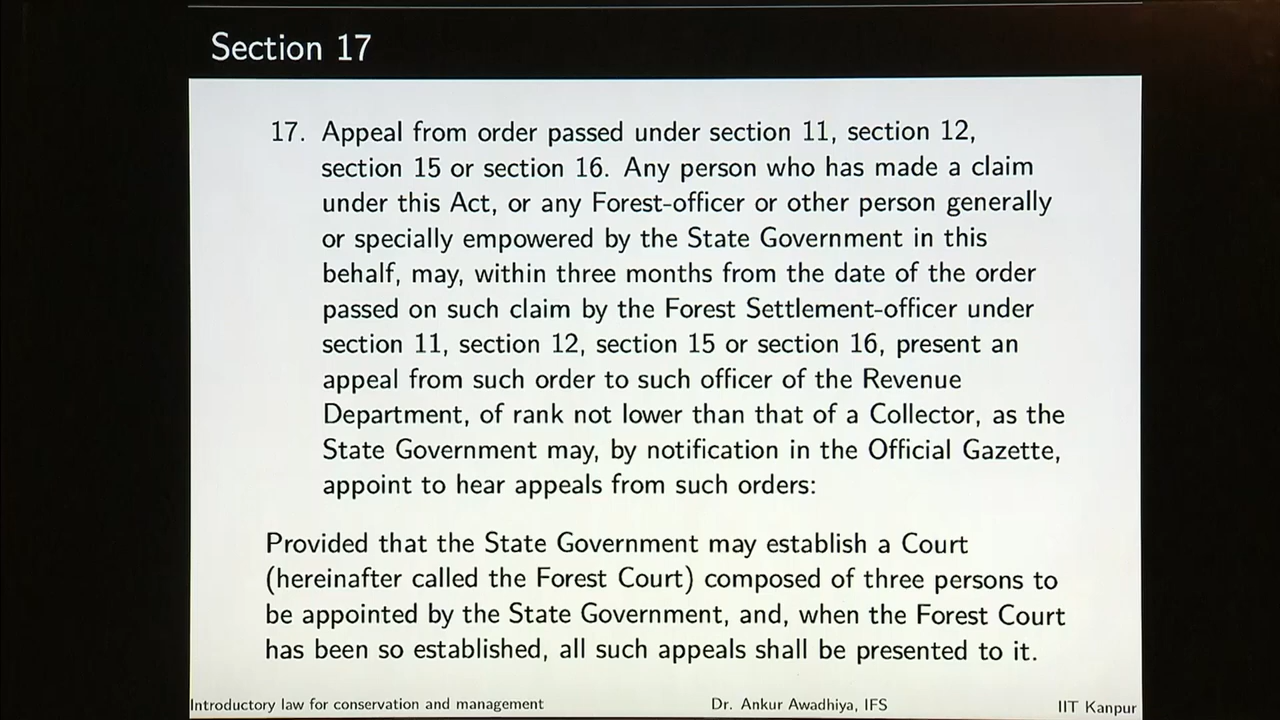 Section 17
17. Appeal from order passed under section 11, section 12,
section 15 or section 16. Any person who has made a claim
under this Act, or any Forest-officer or other person generally
or specially empowered by the State Government in this
behalf, may, within three months from the date of the order
passed on such claim by the Forest Settlement-officer under
section 11, section 12, section 15 or section 16, present an
appeal from such order to such officer of the Revenue
Department, of rank not lower than that of a Collector, as the
State Government may, by notification in the Official Gazette,
appoint to hear appeals from such orders:
Provided that the State Government may establish a Court
(hereinafter called the Forest Court) composed of three persons to
be appointed by the State Government, and, when the Forest Court
has been so established, all such appeals shall be presented to it.
Introductory law for conservation and management Dr. Ankur Awadhiya, IFS IIT Kanpur